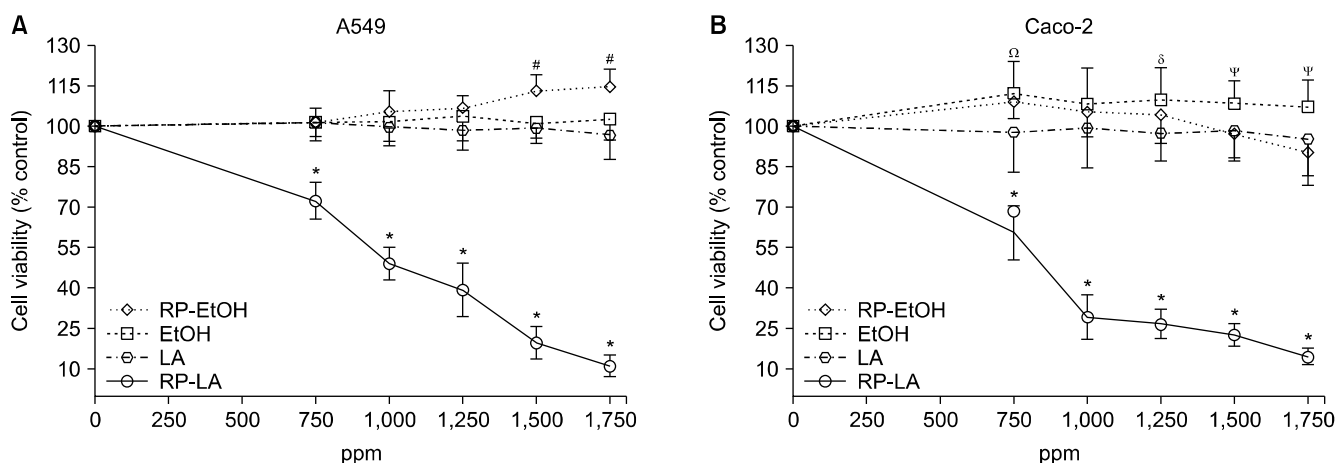 A
A549
Cell viability (% control)
130
115
100
85
70
55
40
25
10
# #
* * * * *
RP-EtOH
EtOH
LA
RP-LA
0 250 500 750 1,000 1,250 1,500 1,750
ppm
B
Caco-2
Cell viability (% control)
130
115
100
85
70
55
40
25
10
Ω δ Ψ Ψ
* * * * *
RP-EtOH
EtOH
LA
RP-LA
0 250 500 750 1,000 1,250 1,500 1,750
ppm